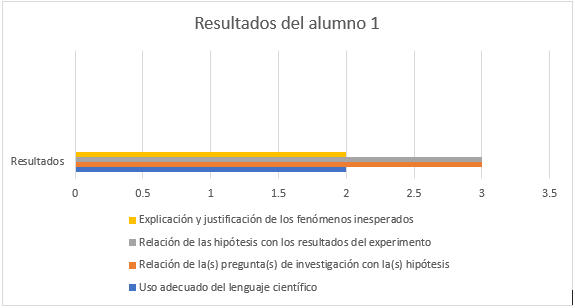 Resultados del alumno 1
Resultados
0 0.5 1 1.5 2 2.5 3 3.5
Explicación y justificación de los fenómenos inesperados
Relación de las hipótesis con los resultados del experimento
Relación de la(s) pregunta(s) de investigación con la(s) hipótesis
Uso adecuado del lenguaje científico